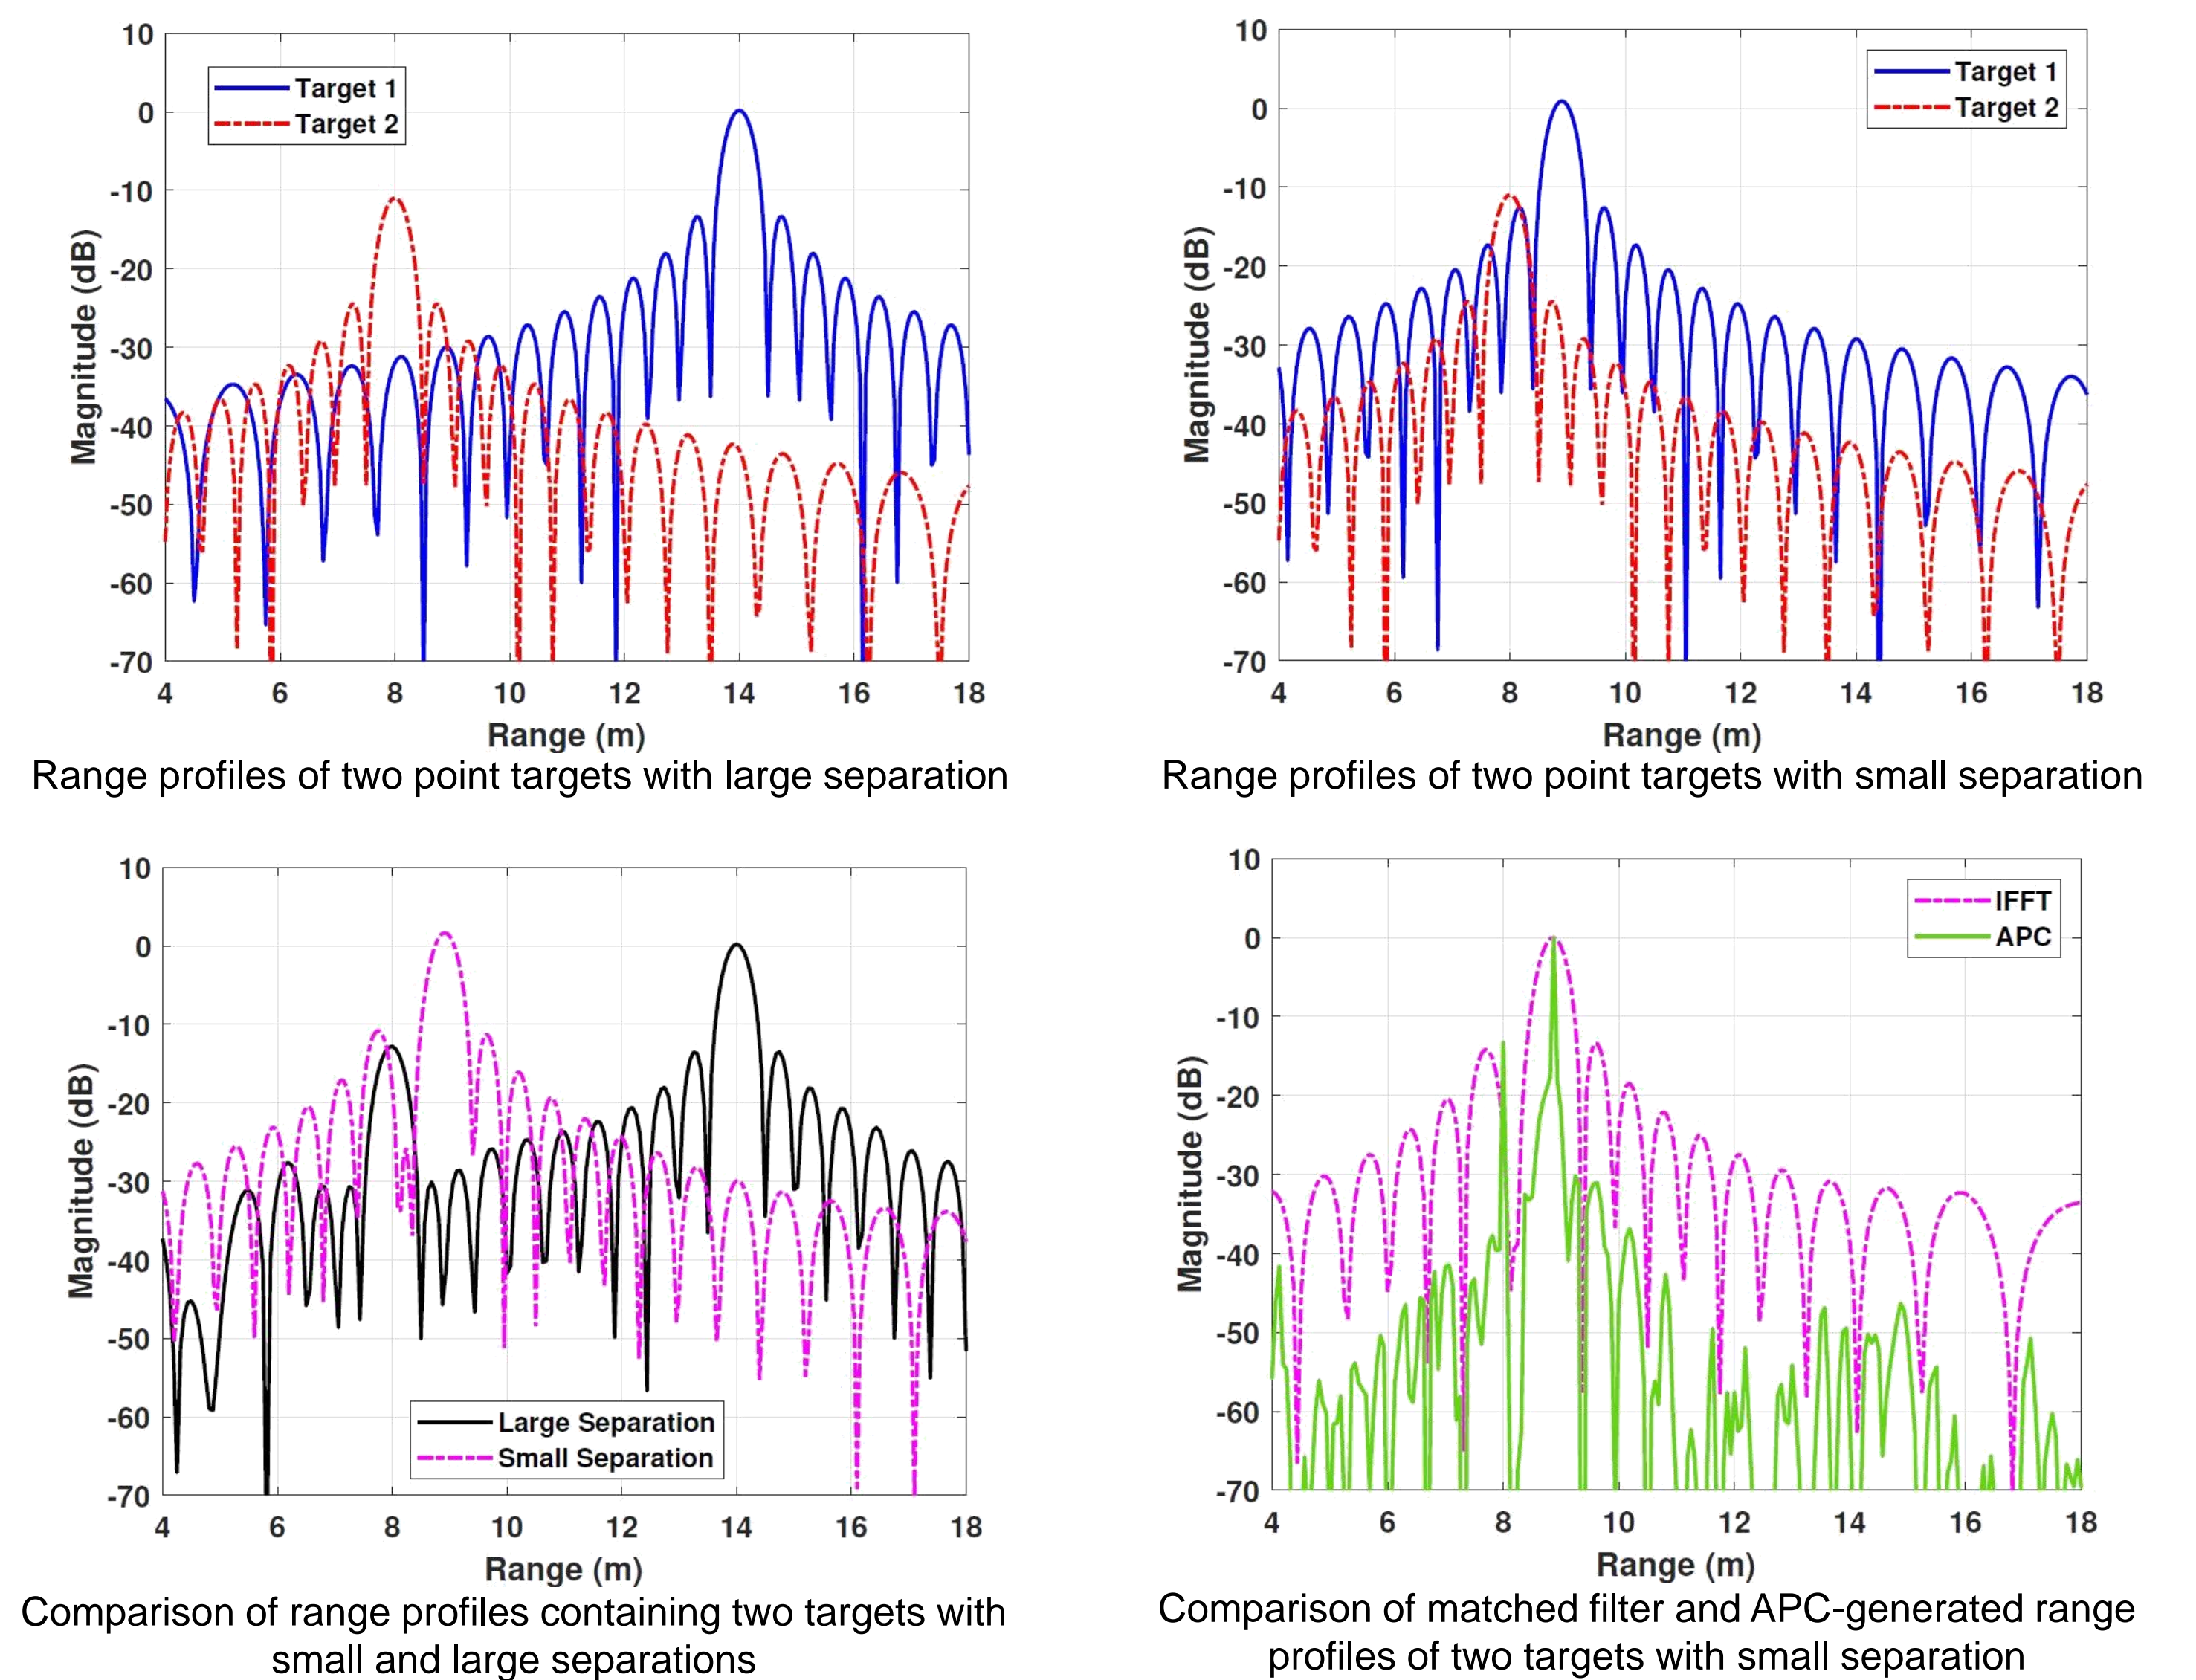 10
0
-10
-20
-30
-40
-50
-60
-70
4 6 8 10 12 14 16 18
Magnitude (dB)
Range (m)
Target 1
Target 2
Range profiles of two point targets with large separation
10
0
-10
-20
-30
-40
-50
-60
-70
4 6 8 10 12 14 16 18
Magnitude (dB)
Range (m)
Target 1
Target 2
Range profiles of two point targets with small separation
10
0
-10
-20
-30
-40
-50
-60
-70
4 6 8 10 12 14 16 18
Magnitude (dB)
Range (m)
Large Separation
Small Separation
Comparison of range profiles containing two targets with
small and large separations
10
0
-10
-20
-30
-40
-50
-60
-70
4 6 8 10 12 14 16 18
Magnitude (dB)
Range (m)
IFFT
APC
Comparison of matched filter and APC-generated range
profiles of two targets with small separation